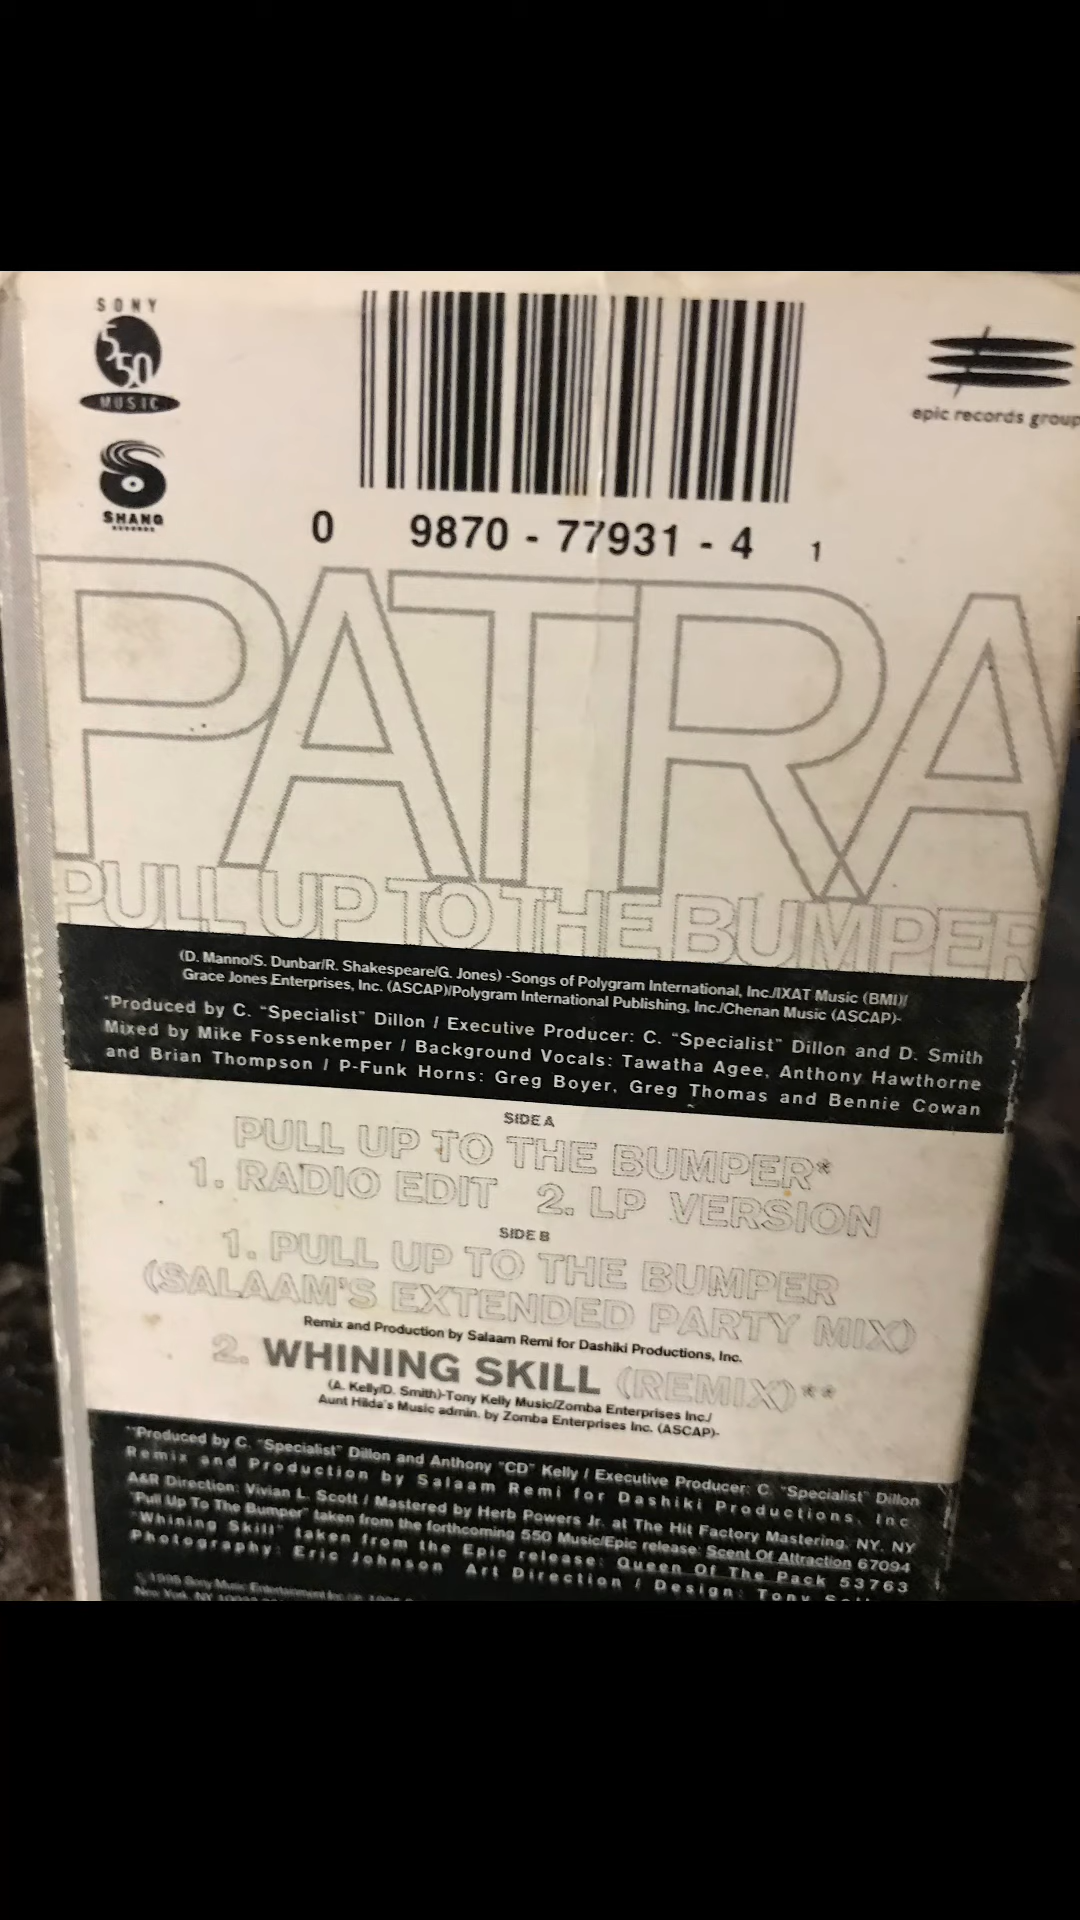 SONY
550
MUSIC
SHANG
RECORDS
epic records group
0 9870 - 77931 - 4 1
PATRA
PULL UP TO THE BUMPER
(D. Manno/S. Dunbar/R. Shakespeare/G. Jones) -Songs of Polygram International, Inc./IXAT Music (BMI)/
Grace Jones Enterprises, Inc. (ASCAP)/Polygram International Publishing, Inc./Chenan Music (ASCAP)-
*Produced by C. "Specialist" Dillon / Executive Producer: C. "Specialist" Dillon and D. Smith
Mixed by Mike Fossenkemper / Background Vocals: Tawatha Agee, Anthony Hawthorne
and Brian Thompson / P-Funk Horns: Greg Boyer, Greg Thomas and Bennie Cowan
SIDE A
PULL UP TO THE BUMPER*
1. RADIO EDIT 2. LP VERSION
SIDE B
1. PULL UP TO THE BUMPER
(SALAAM'S EXTENDED PARTY MIX)
Remix and Production by Salaam Remi for Dashiki Productions, Inc.
2. WHINING SKILL (REMIX)**
(A. Kelly/D. Smith)-Tony Kelly Music/Zomba Enterprises Inc./
Aunt Hilda's Music admin. by Zomba Enterprises Inc. (ASCAP)-
**Produced by C. "Specialist" Dillon and Anthony "CD" Kelly / Executive Producer: C. "Specialist" Dillon
Remix and Production by Salaam Remi for Dashiki Productions, Inc
A&R Direction: Vivian L. Scott / Mastered by Herb Powers Jr. at The Hit Factory Mastering, NY, NY
"Pull Up To The Bumper" taken from the forthcoming 550 Music/Epic release: Scent Of Attraction 67094
"Whining Skill" taken from the Epic release: Queen Of The Pack 53763
Photography: Eric Johnson Art Direction / Design: Tony
1995 Sony Music Entertainment Inc.
New York, NY